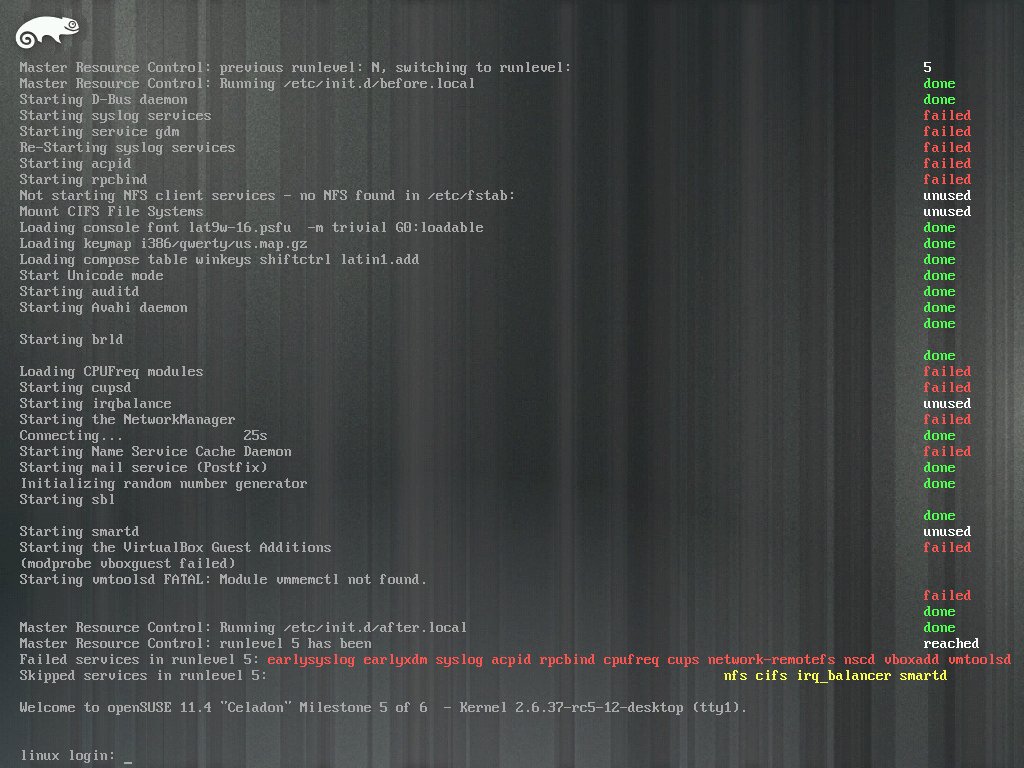 Master Resource Control: previous runlevel: N, switching to runlevel: 5
Master Resource Control: Running /etc/init.d/before.local done
Starting D-Bus daemon done
Starting syslog services failed
Starting service gdm failed
Re-Starting syslog services failed
Starting acpid failed
Starting rpcbind failed
Not starting NFS client services - no NFS found in /etc/fstab: unused
Mount CIFS File Systems unused
Loading console font lat9w-16.psfu  -m trivial G0:loadable done
Loading keymap i386/qwerty/us.map.gz done
Loading compose table winkeys shiftctrl latin1.add done
Start Unicode mode done
Starting auditd done
Starting Avahi daemon done
done
Starting brld
done
Loading CPUFreq modules failed
Starting cupsd failed
Starting irqbalance unused
Starting the NetworkManager failed
Connecting... 25s done
Starting Name Service Cache Daemon failed
Starting mail service (Postfix) done
Initializing random number generator done
Starting sbl
done
Starting smartd unused
Starting the VirtualBox Guest Additions failed
(modprobe vboxguest failed)
Starting vmtoolsd FATAL: Module vmmemctl not found.
failed
done
Master Resource Control: Running /etc/init.d/after.local done
Master Resource Control: runlevel 5 has been reached
Failed services in runlevel 5: earlysyslog earlyxdm syslog acpid rpcbind cpufreq cups network-remotefs nscd vboxadd vmtoolsd
Skipped services in runlevel 5: nfs cifs irq_balancer smartd
Welcome to openSUSE 11.4 "Celadon" Milestone 5 of 6  - Kernel 2.6.37-rc5-12-desktop (tty1).
linux login: _